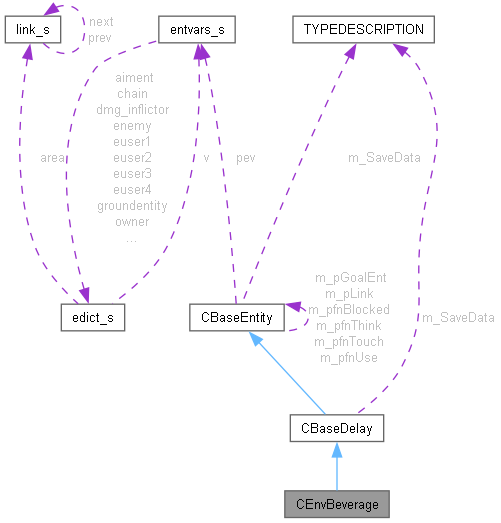 link_s
next
prev
entvars_s
TYPEDESCRIPTION
aiment
chain
dmg_inflictor
enemy
euser1
euser2
euser3
euser4
groundentity
owner
...
area
v
pev
m_SaveData
edict_s
CBaseEntity
m_pGoalEnt
m_pLink
m_pfnBlocked
m_pfnThink
m_pfnTouch
m_pfnUse
m_SaveData
CBaseDelay
CEnvBeverage